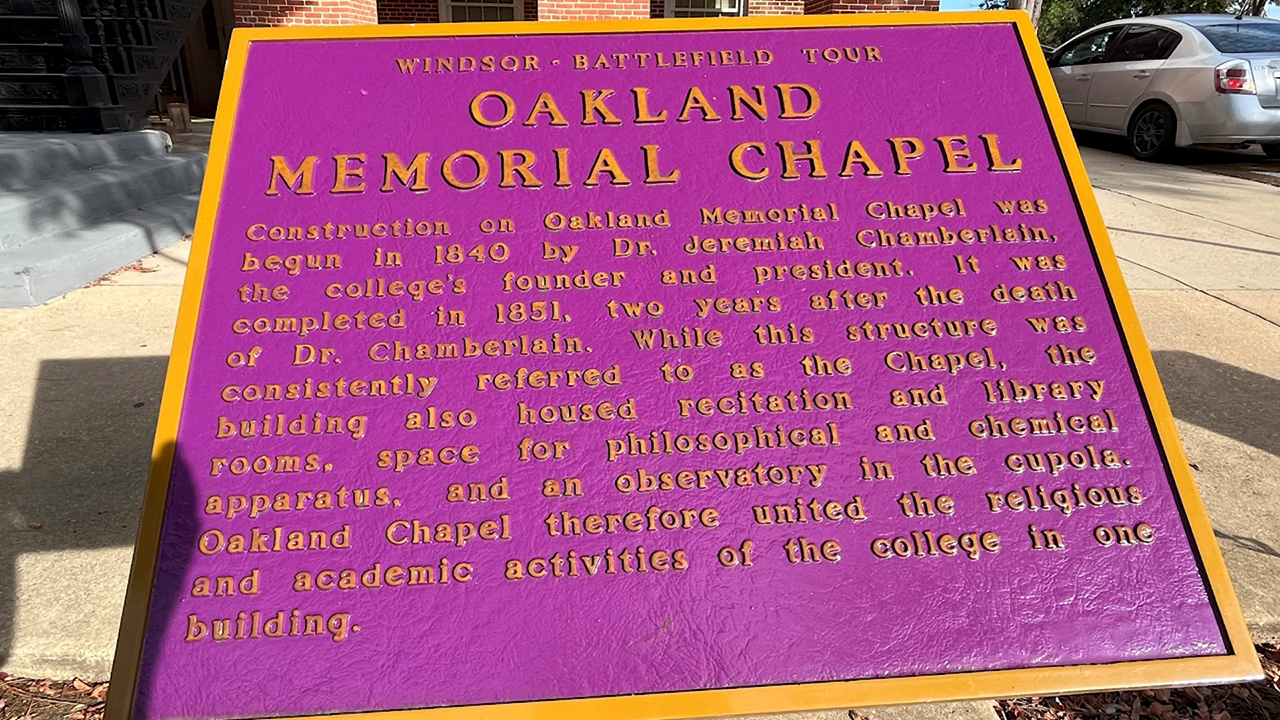 WINDSOR - BATTLEFIELD TOUR
OAKLAND
MEMORIAL CHAPEL
Construction on Oakland Memorial Chapel was
begun in 1840 by Dr. Jeremiah Chamberlain,
the college's founder and president. It was
completed in 1851, two years after the death
of Dr. Chamberlain. While this structure was
consistently referred to as the Chapel, the
building also housed recitation and library
rooms, space for philosophical and chemical
apparatus, and an observatory in the cupola.
Oakland Chapel therefore united the religious
and academic activities of the college in one
building.